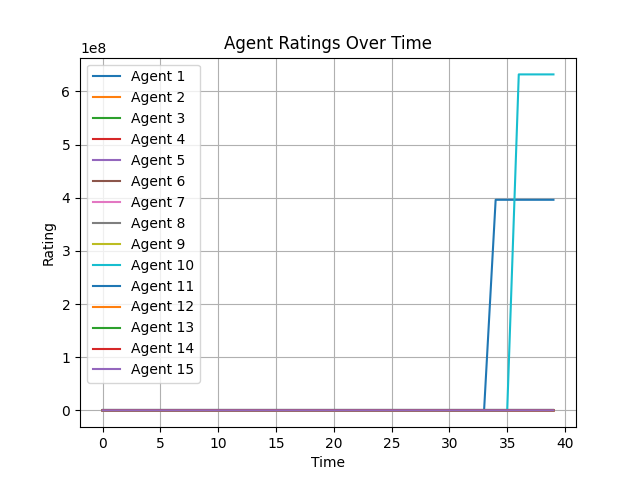 Agent Ratings Over Time
1e8
6
5
4
3
2
1
0
Rating
Agent 1
Agent 2
Agent 3
Agent 4
Agent 5
Agent 6
Agent 7
Agent 8
Agent 9
Agent 10
Agent 11
Agent 12
Agent 13
Agent 14
Agent 15
0 5 10 15 20 25 30 35 40
Time